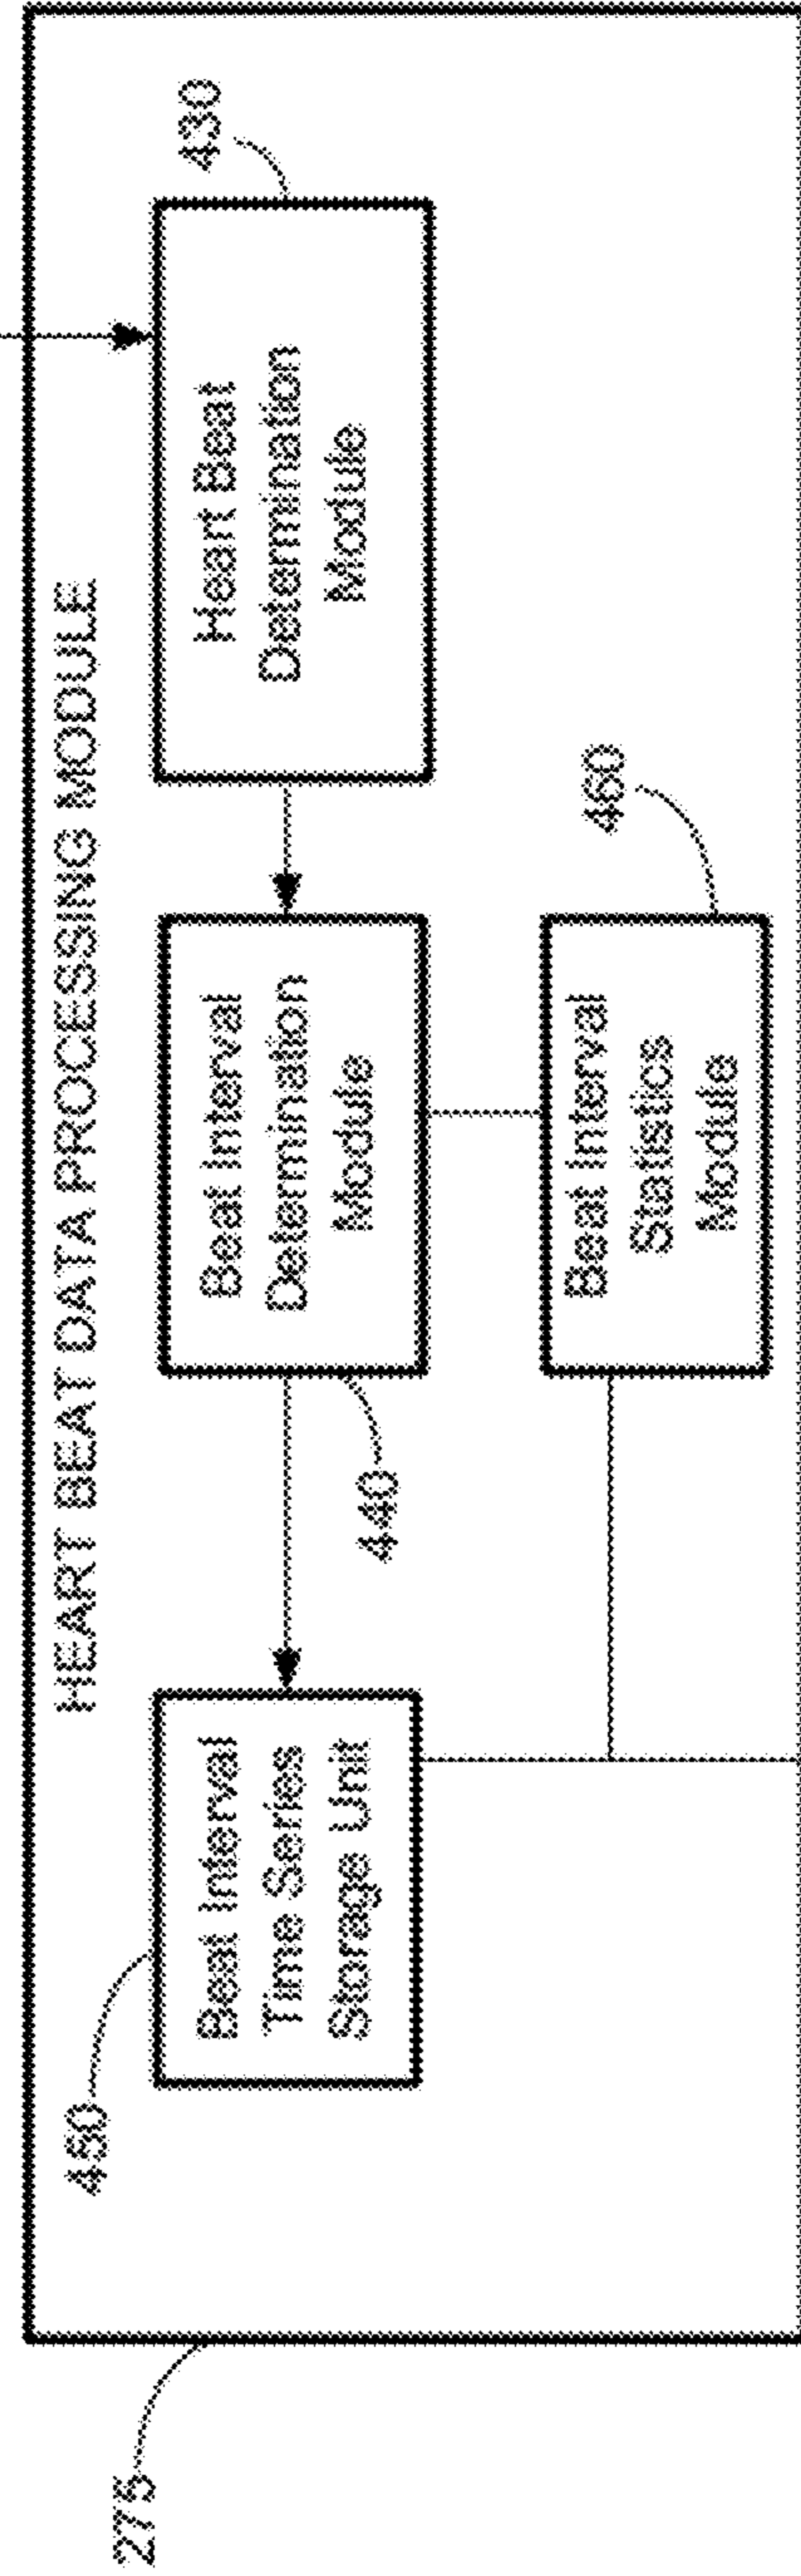 HEART BEAT DATA PROCESSING MODULE
275
450
Beat Interval
Time Series
Storage Unit
440
Beat Interval
Determination
Module
Heart Beat
Determination
Module
430
Beat Interval
Statistics
Module
460